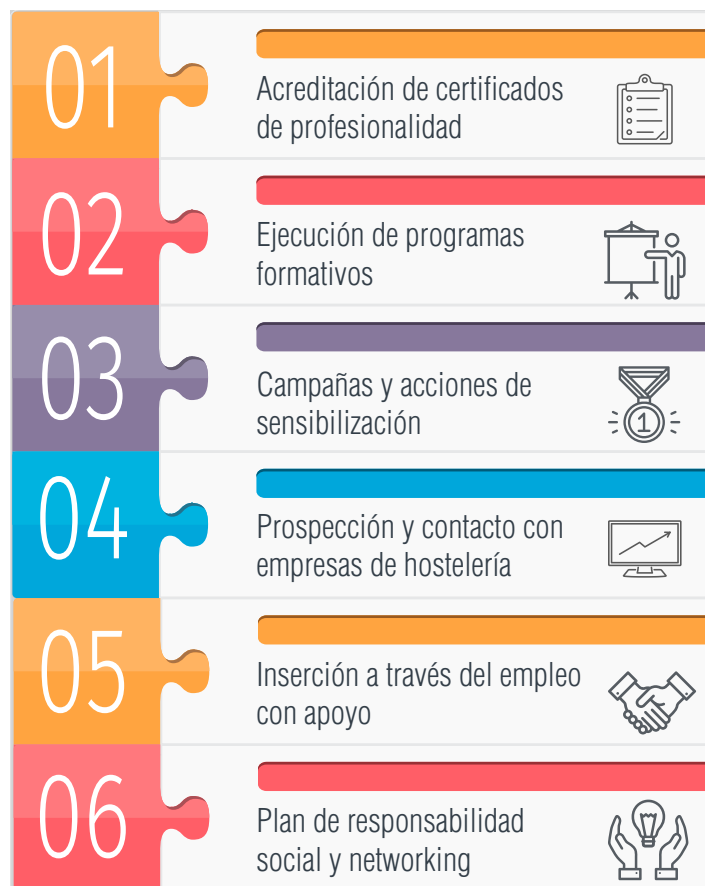 01
Acreditación de certificados
de profesionalidad
02
Ejecución de programas
formativos
03
Campañas y acciones de
sensibilización
1
04
Prospección y contacto con
empresas de hostelería
05
Inserción a través del empleo
con apoyo
06
Plan de responsabilidad
social y networking